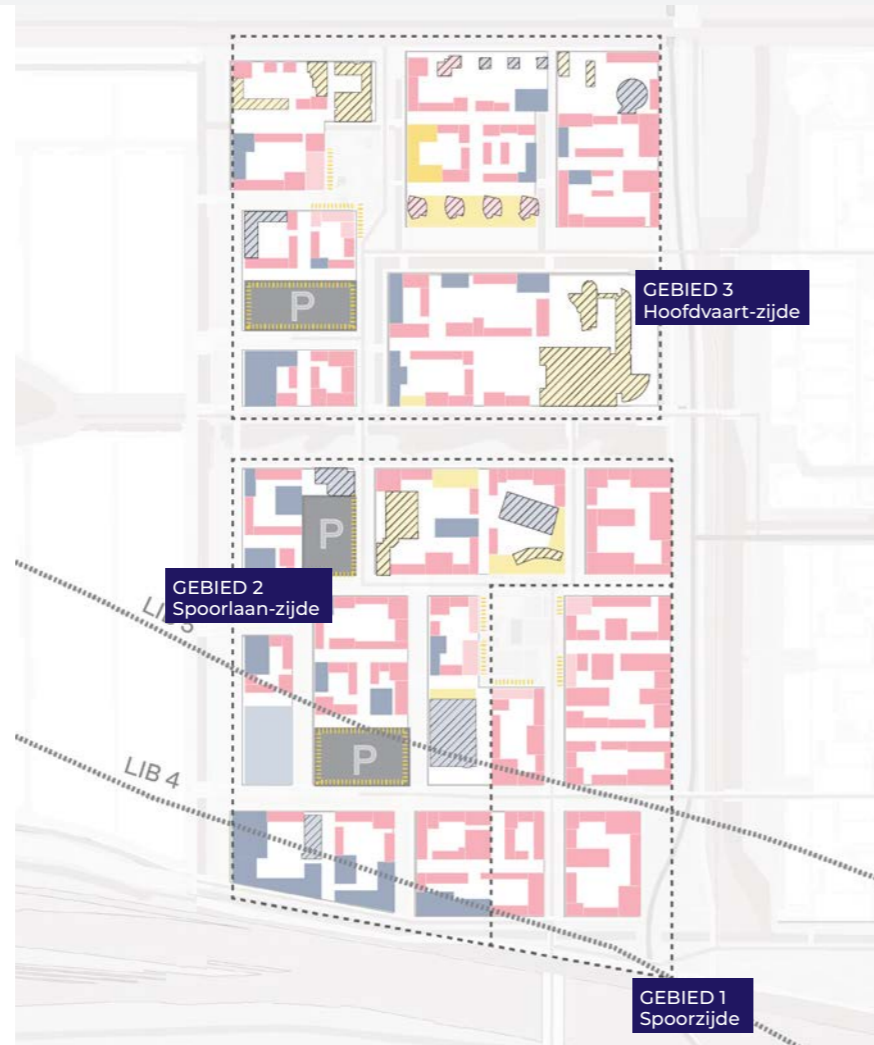 P
GEBIED 3
Hoofdvaart-zijde
P
GEBIED 2
Spoorlaan-zijde
LIB 5
P
LIB 4
GEBIED 1
Spoorzijde